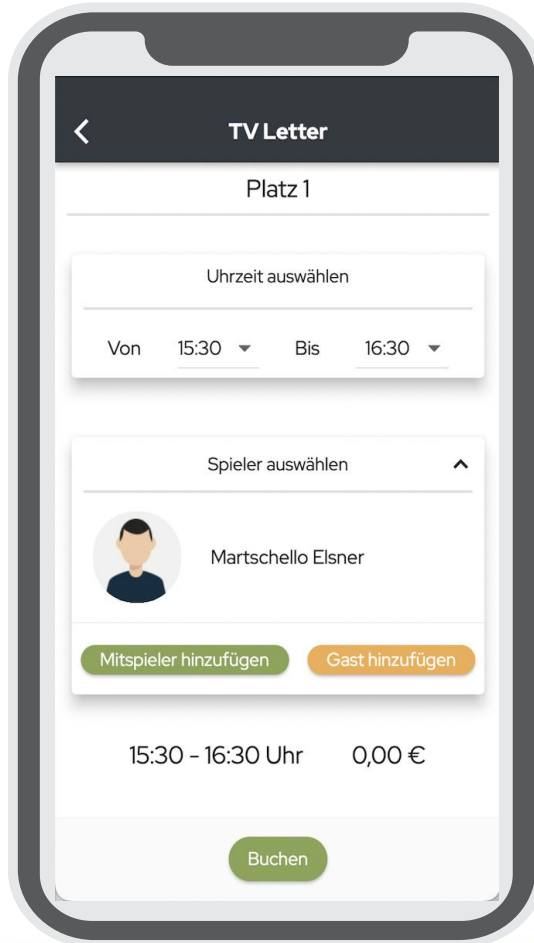 TV Letter
Platz 1
Uhrzeit auswählen
Von 15:30 Bis 16:30
Spieler auswählen
Martschello Elsner
Mitspieler hinzufügen Gast hinzufügen
15:30 - 16:30 Uhr 0,00 €
Buchen